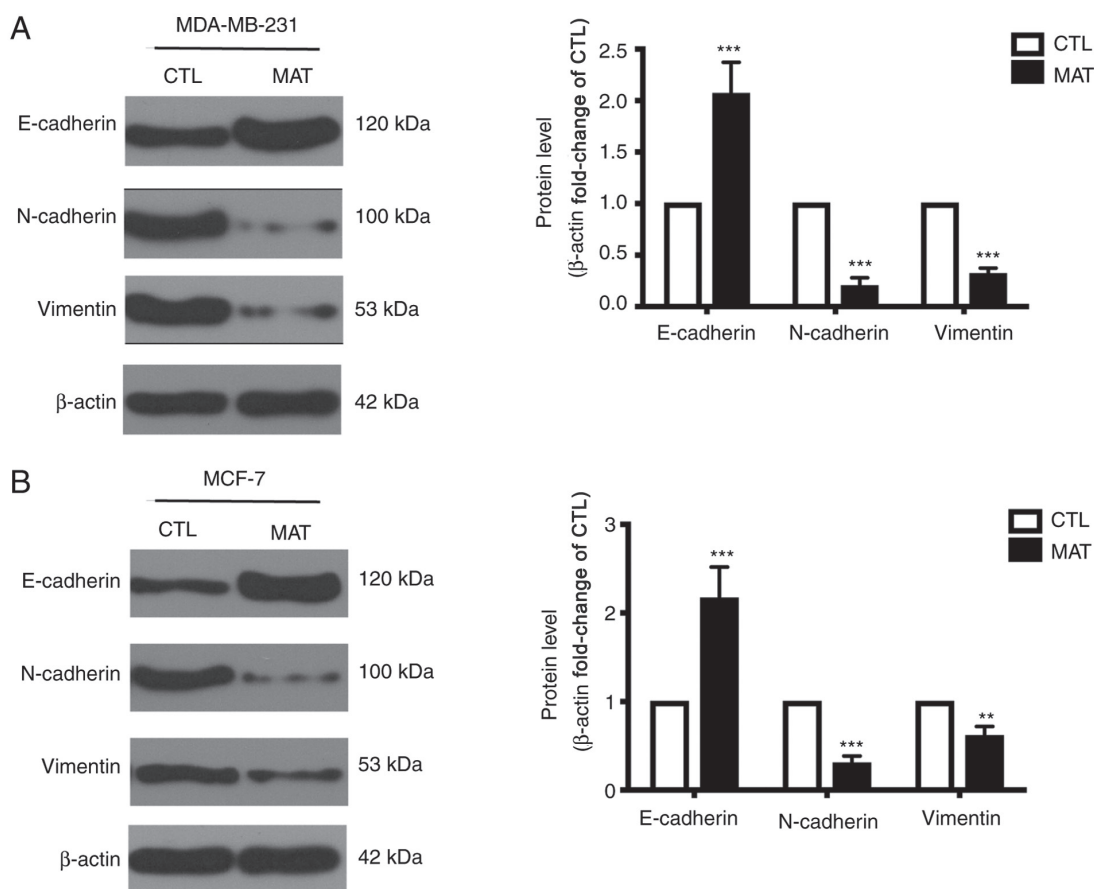 A
MDA-MB-231
CTL MAT
E-cadherin 120 kDa
N-cadherin 100 kDa
Vimentin 53 kDa
β-actin 42 kDa
Protein level
(β-actin fold-change of CTL)
2.5
2.0
1.5
1.0
0.5
0.0
***
***
***
E-cadherin N-cadherin Vimentin
CTL
MAT
B
MCF-7
CTL MAT
E-cadherin 120 kDa
N-cadherin 100 kDa
Vimentin 53 kDa
β-actin 42 kDa
Protein level
(β-actin fold-change of CTL)
3
2
1
0
***
***
**
E-cadherin N-cadherin Vimentin
CTL
MAT